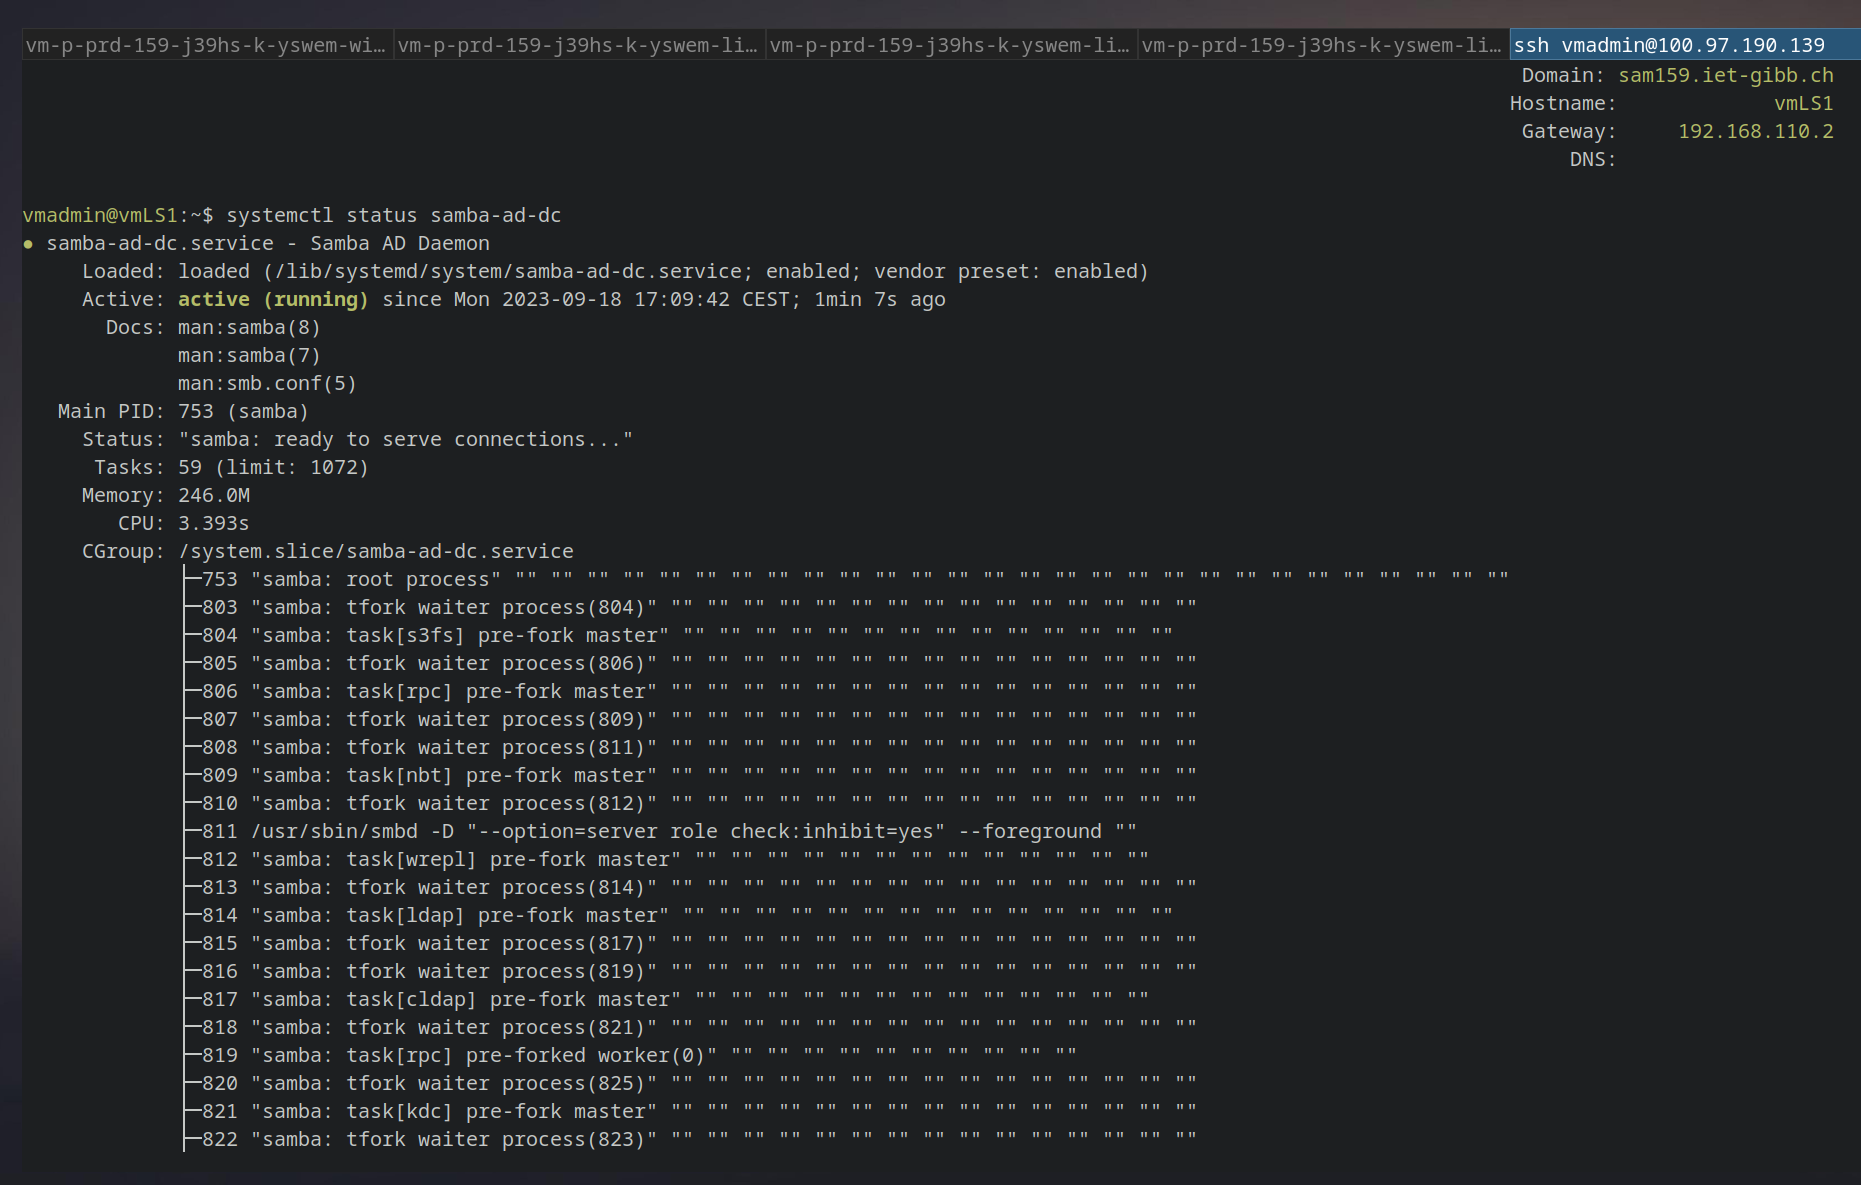 vm-p-prd-159-j39hs-k-yswem-wi… vm-p-prd-159-j39hs-k-yswem-li… vm-p-prd-159-j39hs-k-yswem-li… vm-p-prd-159-j39hs-k-yswem-li… ssh vmadmin@100.97.190.139
Domain: sam159.iet-gibb.ch
Hostname: vmLS1
Gateway: 192.168.110.2
DNS:
vmadmin@vmLS1:~$ systemctl status samba-ad-dc
● samba-ad-dc.service - Samba AD Daemon
Loaded: loaded (/lib/systemd/system/samba-ad-dc.service; enabled; vendor preset: enabled)
Active: active (running) since Mon 2023-09-18 17:09:42 CEST; 1min 7s ago
Docs: man:samba(8)
man:samba(7)
man:smb.conf(5)
Main PID: 753 (samba)
Status: "samba: ready to serve connections..."
Tasks: 59 (limit: 1072)
Memory: 246.0M
CPU: 3.393s
CGroup: /system.slice/samba-ad-dc.service
├─753 "samba: root process" "" "" "" "" "" "" "" "" "" "" "" "" "" "" "" "" "" "" "" "" "" "" "" "" "" "" "" ""
├─803 "samba: tfork waiter process(804)" "" "" "" "" "" "" "" "" "" "" "" "" "" "" ""
├─804 "samba: task[s3fs] pre-fork master" "" "" "" "" "" "" "" "" "" "" "" "" "" ""
├─805 "samba: tfork waiter process(806)" "" "" "" "" "" "" "" "" "" "" "" "" "" "" ""
├─806 "samba: task[rpc] pre-fork master" "" "" "" "" "" "" "" "" "" "" "" "" "" "" ""
├─807 "samba: tfork waiter process(809)" "" "" "" "" "" "" "" "" "" "" "" "" "" "" ""
├─808 "samba: tfork waiter process(811)" "" "" "" "" "" "" "" "" "" "" "" "" "" "" ""
├─809 "samba: task[nbt] pre-fork master" "" "" "" "" "" "" "" "" "" "" "" "" "" "" ""
├─810 "samba: tfork waiter process(812)" "" "" "" "" "" "" "" "" "" "" "" "" "" "" ""
├─811 /usr/sbin/smbd -D "--option=server role check:inhibit=yes" --foreground ""
├─812 "samba: task[wrepl] pre-fork master" "" "" "" "" "" "" "" "" "" "" "" "" ""
├─813 "samba: tfork waiter process(814)" "" "" "" "" "" "" "" "" "" "" "" "" "" "" ""
├─814 "samba: task[ldap] pre-fork master" "" "" "" "" "" "" "" "" "" "" "" "" "" ""
├─815 "samba: tfork waiter process(817)" "" "" "" "" "" "" "" "" "" "" "" "" "" "" ""
├─816 "samba: tfork waiter process(819)" "" "" "" "" "" "" "" "" "" "" "" "" "" "" ""
├─817 "samba: task[cldap] pre-fork master" "" "" "" "" "" "" "" "" "" "" "" "" ""
├─818 "samba: tfork waiter process(821)" "" "" "" "" "" "" "" "" "" "" "" "" "" "" ""
├─819 "samba: task[rpc] pre-forked worker(0)" "" "" "" "" "" "" "" "" "" ""
├─820 "samba: tfork waiter process(825)" "" "" "" "" "" "" "" "" "" "" "" "" "" "" ""
├─821 "samba: task[kdc] pre-fork master" "" "" "" "" "" "" "" "" "" "" "" "" "" "" ""
├─822 "samba: tfork waiter process(823)" "" "" "" "" "" "" "" "" "" "" "" "" "" "" ""